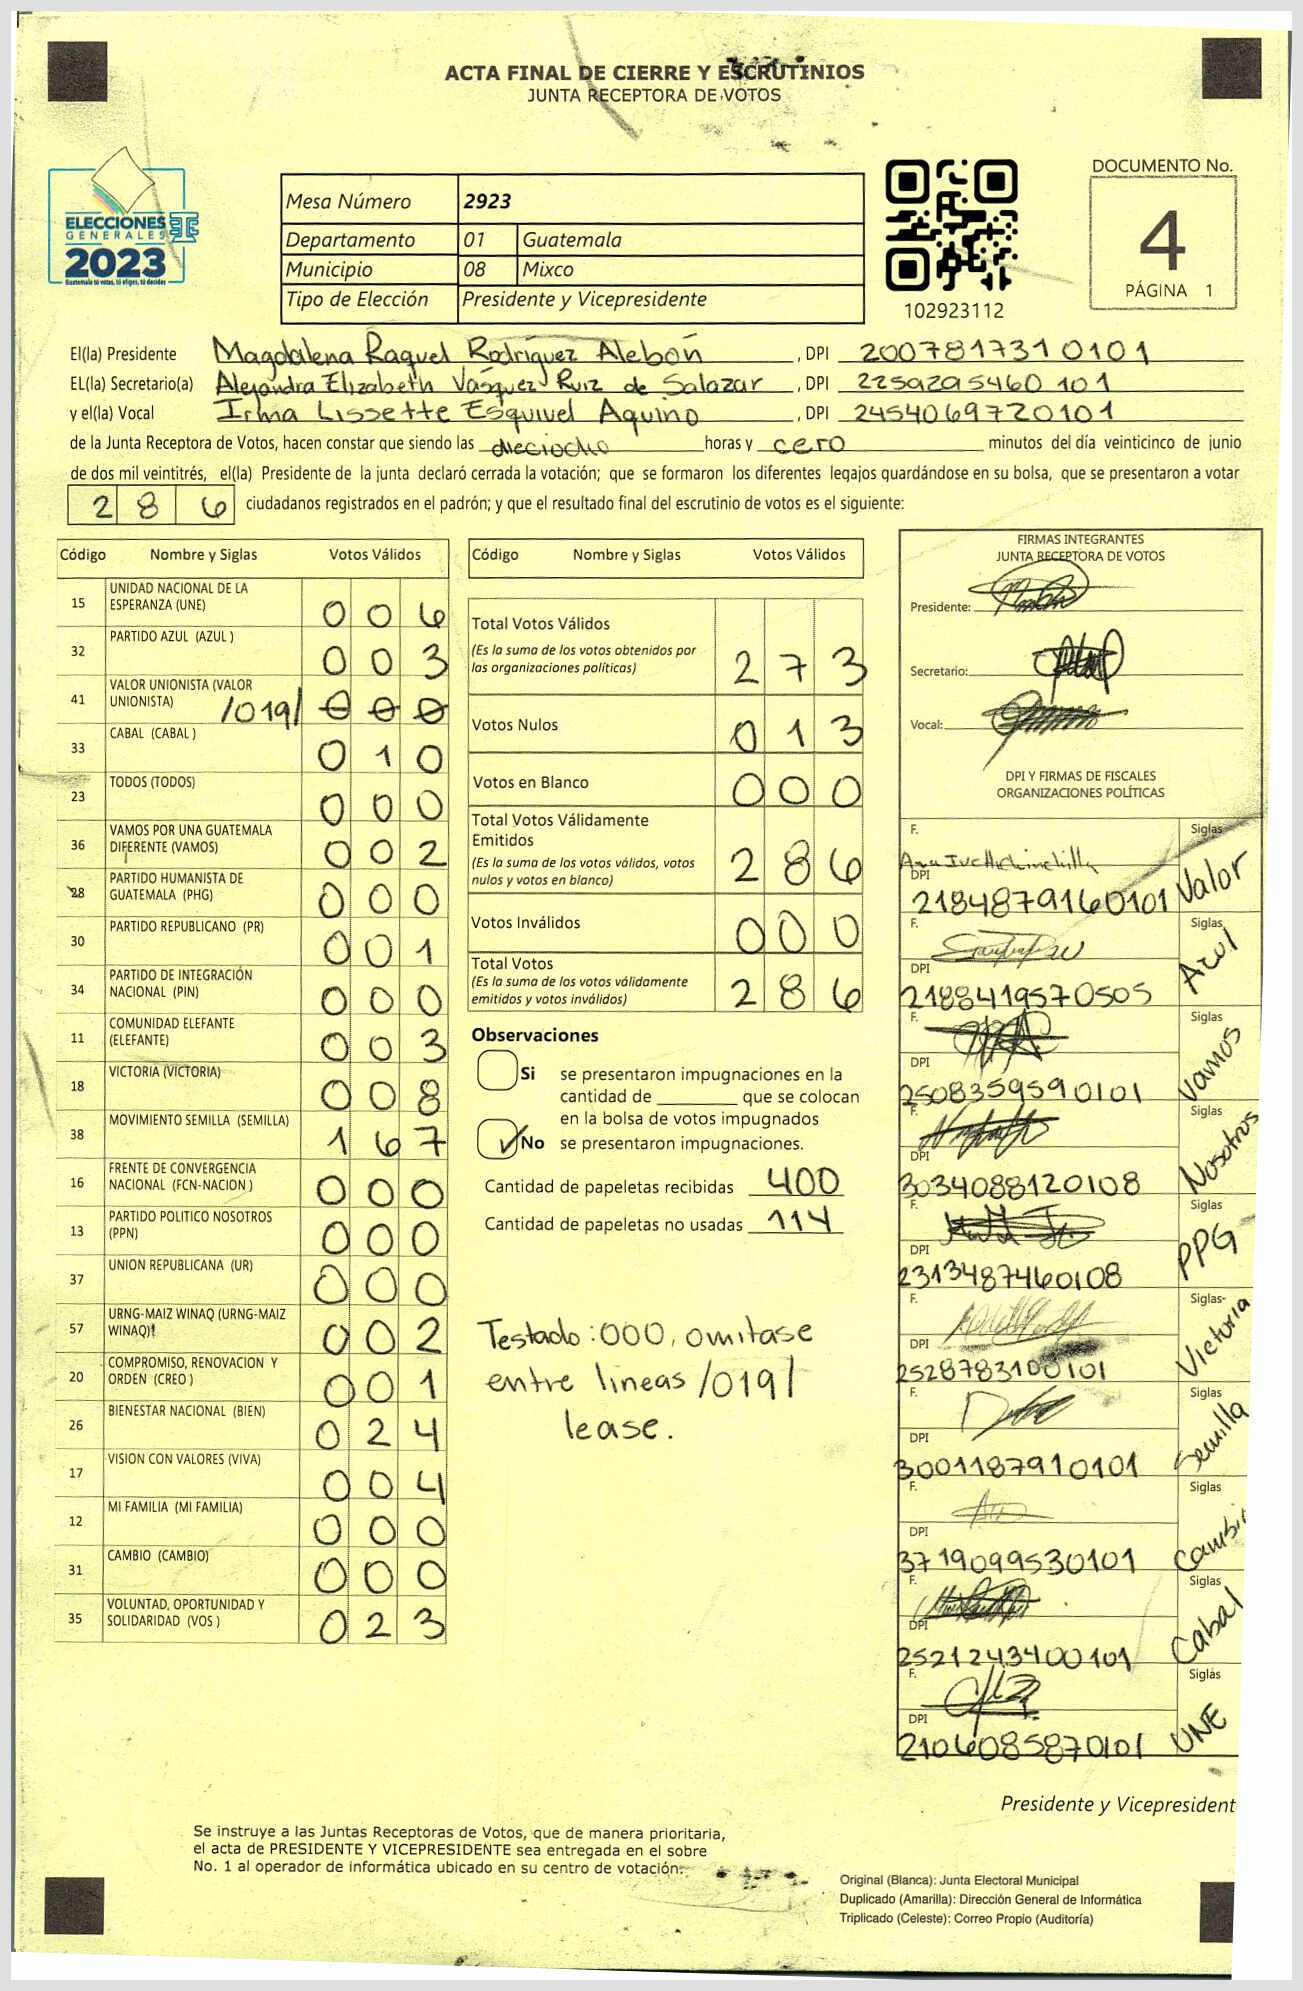 ACTA FINAL DE CIERRE Y ESCRUTINIOS
JUNTA RECEPTORA DE VOTOS
ELECCIONES
GENERALES
2023
Guatemala tú votas, tú eliges, tú decides
Mesa Número 2923
Departamento 01 Guatemala
Municipio 08 Mixco
Tipo de Elección Presidente y Vicepresidente
102923112
DOCUMENTO No.
4
PÁGINA 1
El(la) Presidente Magdalena Raquel Rodríguez Alebón, DPI 2007817310101
EL(la) Secretario(a) Alejandra Elizabeth Vásquez Ruiz de Salazar, DPI 2259295460101
y el(la) Vocal Irma Lissette Esquivel Aquino, DPI 2454069720101
de la Junta Receptora de Votos, hacen constar que siendo las dieciocho horas y cero minutos del día veinticinco de junio
de dos mil veintitrés, el(la) Presidente de la junta declaró cerrada la votación; que se formaron los diferentes legajos guardándose en su bolsa, que se presentaron a votar
286 ciudadanos registrados en el padrón; y que el resultado final del escrutinio de votos es el siguiente:
Código Nombre y Siglas Votos Válidos
15 UNIDAD NACIONAL DE LA
ESPERANZA (UNE) 0 0 6
32 PARTIDO AZUL (AZUL ) 0 0 3
41 VALOR UNIONISTA (VALOR
UNIONISTA) /019/ 0 0 0
33 CABAL (CABAL ) 0 1 0
23 TODOS (TODOS) 0 0 0
36 VAMOS POR UNA GUATEMALA
DIFERENTE (VAMOS) 0 0 2
28 PARTIDO HUMANISTA DE
GUATEMALA (PHG) 0 0 0
30 PARTIDO REPUBLICANO (PR) 0 0 1
34 PARTIDO DE INTEGRACIÓN
NACIONAL (PIN) 0 0 0
11 COMUNIDAD ELEFANTE
(ELEFANTE) 0 0 3
18 VICTORIA (VICTORIA) 0 0 8
38 MOVIMIENTO SEMILLA (SEMILLA) 1 6 7
16 FRENTE DE CONVERGENCIA
NACIONAL (FCN-NACION ) 0 0 0
13 PARTIDO POLITICO NOSOTROS
(PPN) 0 0 0
37 UNION REPUBLICANA (UR) 0 0 0
57 URNG-MAIZ WINAQ (URNG-MAIZ
WINAQ) 0 0 2
20 COMPROMISO, RENOVACION Y
ORDEN (CREO ) 0 0 1
26 BIENESTAR NACIONAL (BIEN) 0 2 4
17 VISION CON VALORES (VIVA) 0 0 4
12 MI FAMILIA (MI FAMILIA) 0 0 0
31 CAMBIO (CAMBIO) 0 0 0
35 VOLUNTAD, OPORTUNIDAD Y
SOLIDARIDAD (VOS ) 0 2 3
Código Nombre y Siglas Votos Válidos
Total Votos Válidos
(Es la suma de los votos obtenidos por
las organizaciones políticas) 2 7 3
Votos Nulos 0 1 3
Votos en Blanco 0 0 0
Total Votos Válidamente
Emitidos
(Es la suma de los votos válidos, votos
nulos y votos en blanco) 2 8 6
Votos Inválidos 0 0 0
Total Votos
(Es la suma de los votos válidamente
emitidos y votos inválidos) 2 8 6
Observaciones
Si se presentaron impugnaciones en la
cantidad de ________ que se colocan
en la bolsa de votos impugnados
No se presentaron impugnaciones.
Cantidad de papeletas recibidas 400
Cantidad de papeletas no usadas 114
Testado: 000, omitase
entre lineas /019/
lease.
FIRMAS INTEGRANTES
JUNTA RECEPTORA DE VOTOS
Presidente:
Secretario:
Vocal:
DPI Y FIRMAS DE FISCALES
ORGANIZACIONES POLÍTICAS
F. Siglas
DPI
2184879160101 Valor
F. Siglas
DPI
2188419570505 Azul
F. Siglas
DPI
2508359590101 Vamos
F. Siglas
DPI
3034088120108 Nosotros
F. Siglas
DPI
2313487460108 PPG
F. Siglas
DPI
2528783100101 Victoria
F. Siglas
DPI
3001187910101 Semilla
F. Siglas
DPI
3719099530101 Cambio
F. Siglas
DPI
2521243400101 Cabal
F. Siglas
DPI
2106085870101 UNE
Presidente y Vicepresident
Se instruye a las Juntas Receptoras de Votos, que de manera prioritaria,
el acta de PRESIDENTE Y VICEPRESIDENTE sea entregada en el sobre
No. 1 al operador de informática ubicado en su centro de votación.
Original (Blanca): Junta Electoral Municipal
Duplicado (Amarilla): Dirección General de Informática
Triplicado (Celeste): Correo Propio (Auditoría)